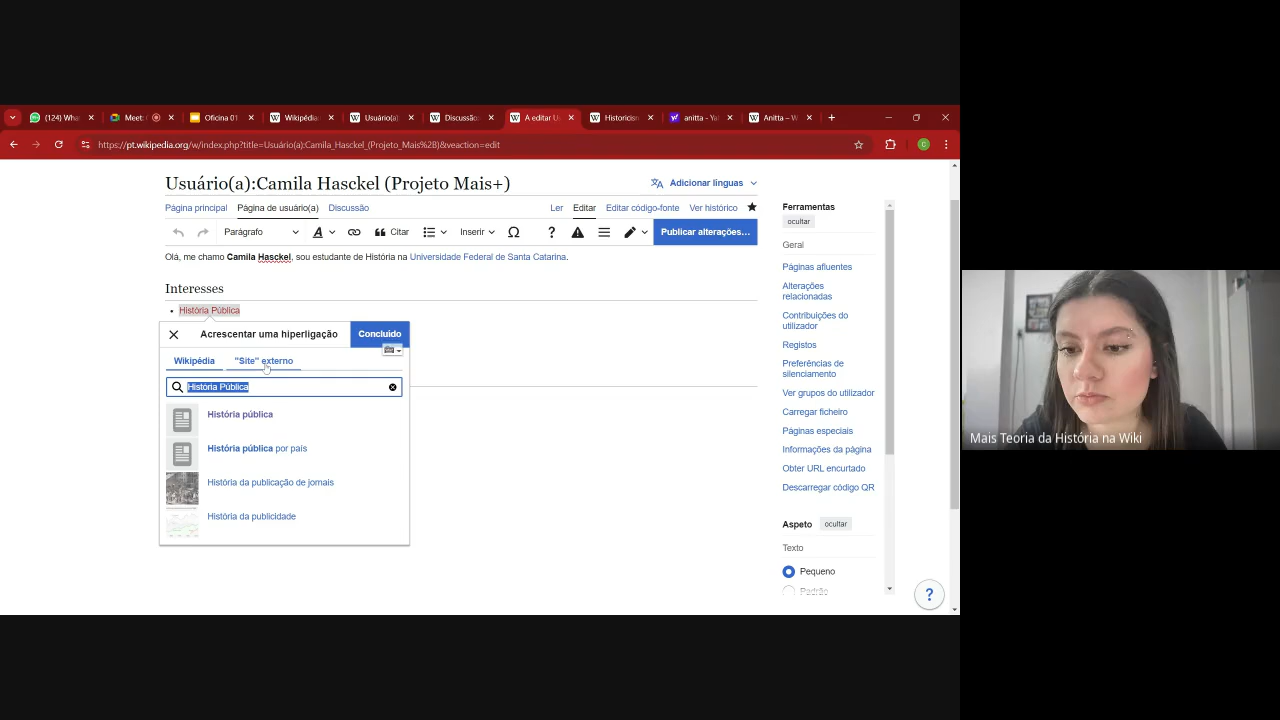 (124) Wha
Meet:
Oficina 01
Wikipédia
Usuário(a)
Discussão
A editar U
Historicism
anitta - Ya
Anitta – W
https://pt.wikipedia.org/w/index.php?title=Usuário(a):Camila_Hasckel_(Projeto_Mais%2B)&veaction=edit
C
Usuário(a):Camila Hasckel (Projeto Mais+)
Adicionar línguas
Página principal
Página de usuário(a)
Discussão
Ler
Editar
Editar código-fonte
Ver histórico
Parágrafo
A
Citar
Inserir
Ω
?
Publicar alterações…
Olá, me chamo Camila Hasckel, sou estudante de História na Universidade Federal de Santa Catarina.
Interesses
• História Pública
Acrescentar uma hiperligação
Concluído
Wikipédia
"Site" externo
História Pública
História pública
História pública por país
História da publicação de jornais
História da publicidade
Ferramentas
ocultar
Geral
Páginas afluentes
Alterações
relacionadas
Contribuições do
utilizador
Registos
Preferências de
silenciamento
Ver grupos do utilizador
Carregar ficheiro
Páginas especiais
Informações da página
Obter URL encurtado
Descarregar código QR
Aspeto
ocultar
Texto
Pequeno
Padrão
?
Mais Teoria da História na Wiki